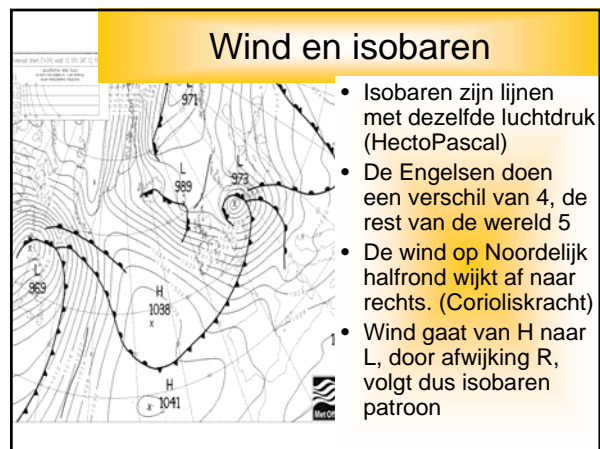 Wind en isobaren
• Isobaren zijn lijnen
met dezelfde luchtdruk
(HectoPascal)
• De Engelsen doen
een verschil van 4, de
rest van de wereld 5
• De wind op Noordelijk
halfrond wijkt af naar
rechts. (Corioliskracht)
• Wind gaat van H naar
L, door afwijking R,
volgt dus isobaren
patroon
L
971
L
989
L
973
L
969
H
1038
x
H
x 1041
Met Off